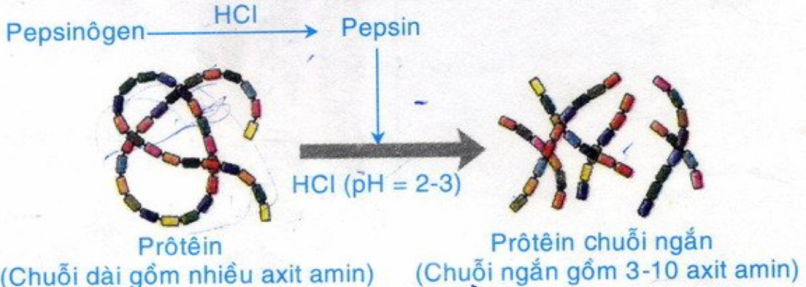 HCl
Pepsinôgen
Pepsin
HCl (pH = 2-3)
Prôtêin
(Chuỗi dài gồm nhiều axit amin)
Prôtêin chuỗi ngắn
(Chuỗi ngắn gồm 3-10 axit amin)